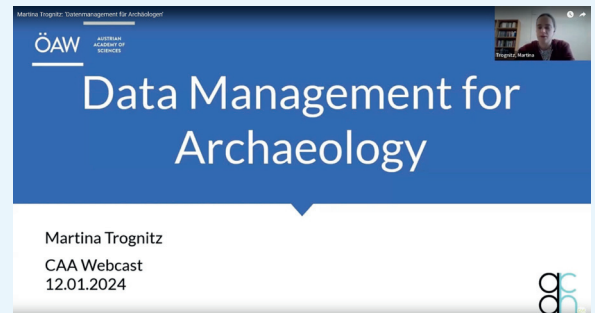 Martina Trognitz: 'Datenmanagement für Archäologen'
Trognitz, Martina
ÖAW
AUSTRIAN
ACADEMY OF
SCIENCES
Data Management for
Archaeology
Martina Trognitz
CAA Webcast
12.01.2024